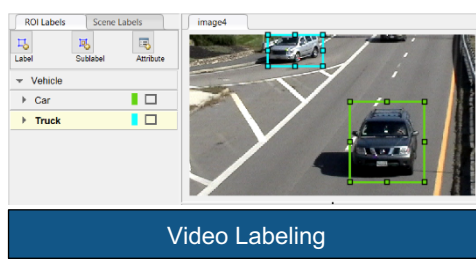 ROI Labels
Scene Labels
Label
Sublabel
Attribute
Vehicle
Car
Truck
image4
Video Labeling